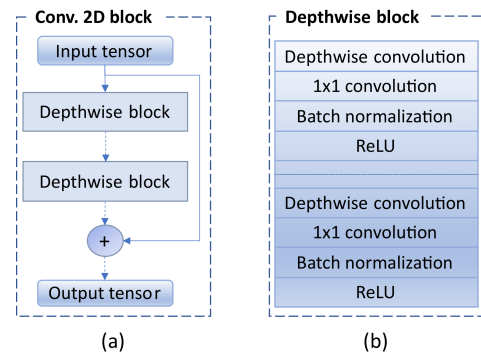 Conv. 2D block
Input tensor
Depthwise block
Depthwise block
+
Output tensor
(a)
Depthwise block
Depthwise convolution
1x1 convolution
Batch normalization
ReLU
Depthwise convolution
1x1 convolution
Batch normalization
ReLU
(b)